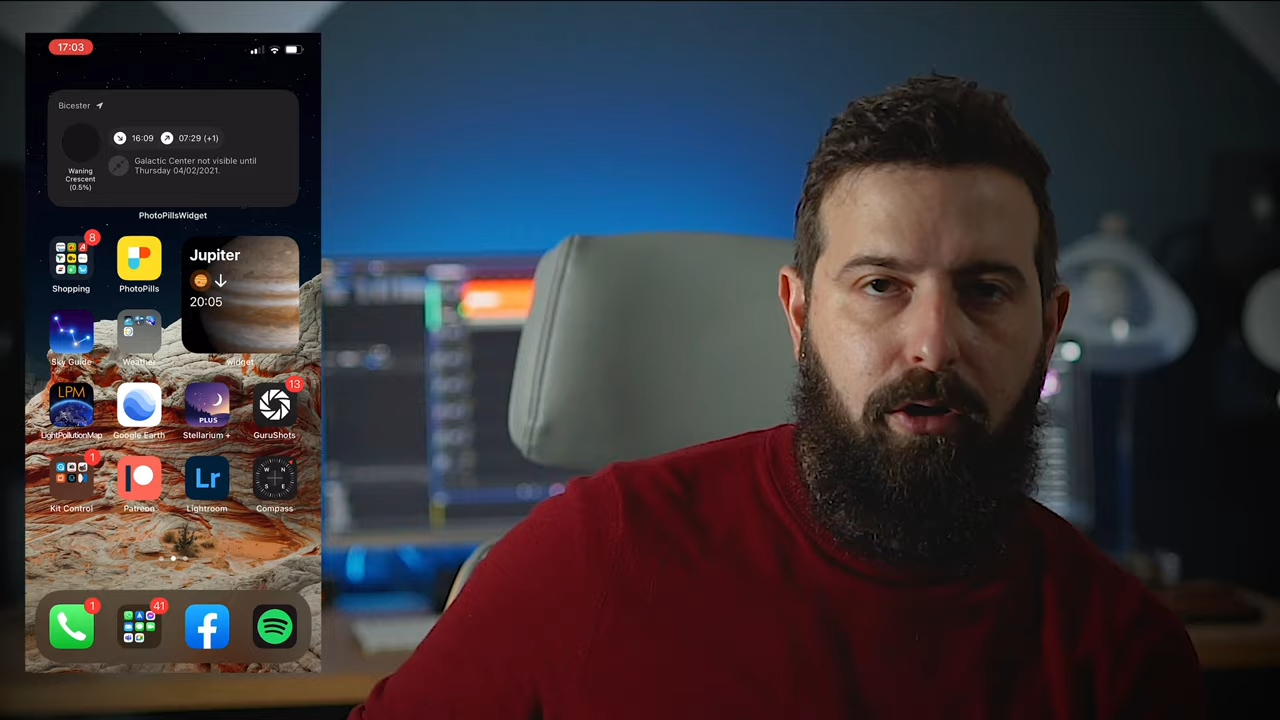 17:03
Bicester
16:09 07:29 (+1)
Galactic Center not visible until
Thursday 04/02/2021.
Waning
Crescent
(0.5%)
PhotoPillsWidget
8
Jupiter
20:05
Shopping PhotoPills
Sky Guide Weather widget
LPM
PLUS
13
LightPollutionMap Google Earth Stellarium + GuruShots
1
Lr
W N
S E
Kit Control Patreon Lightroom Compass
1 41